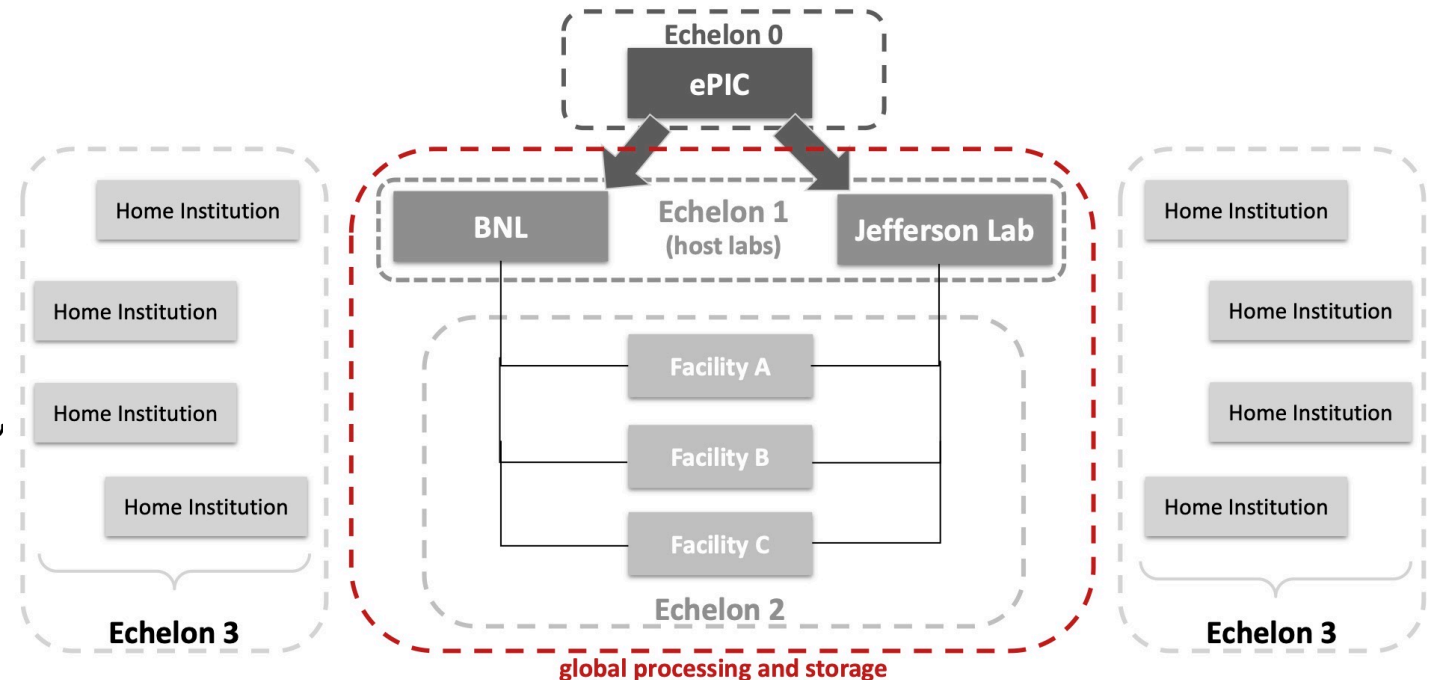 Echelon 0
ePIC
BNL
Echelon 1
(host labs)
Jefferson Lab
Home Institution
Home Institution
Home Institution
Home Institution
Echelon 3
Facility A
Facility B
Facility C
Echelon 2
global processing and storage
Home Institution
Home Institution
Home Institution
Home Institution
Echelon 3